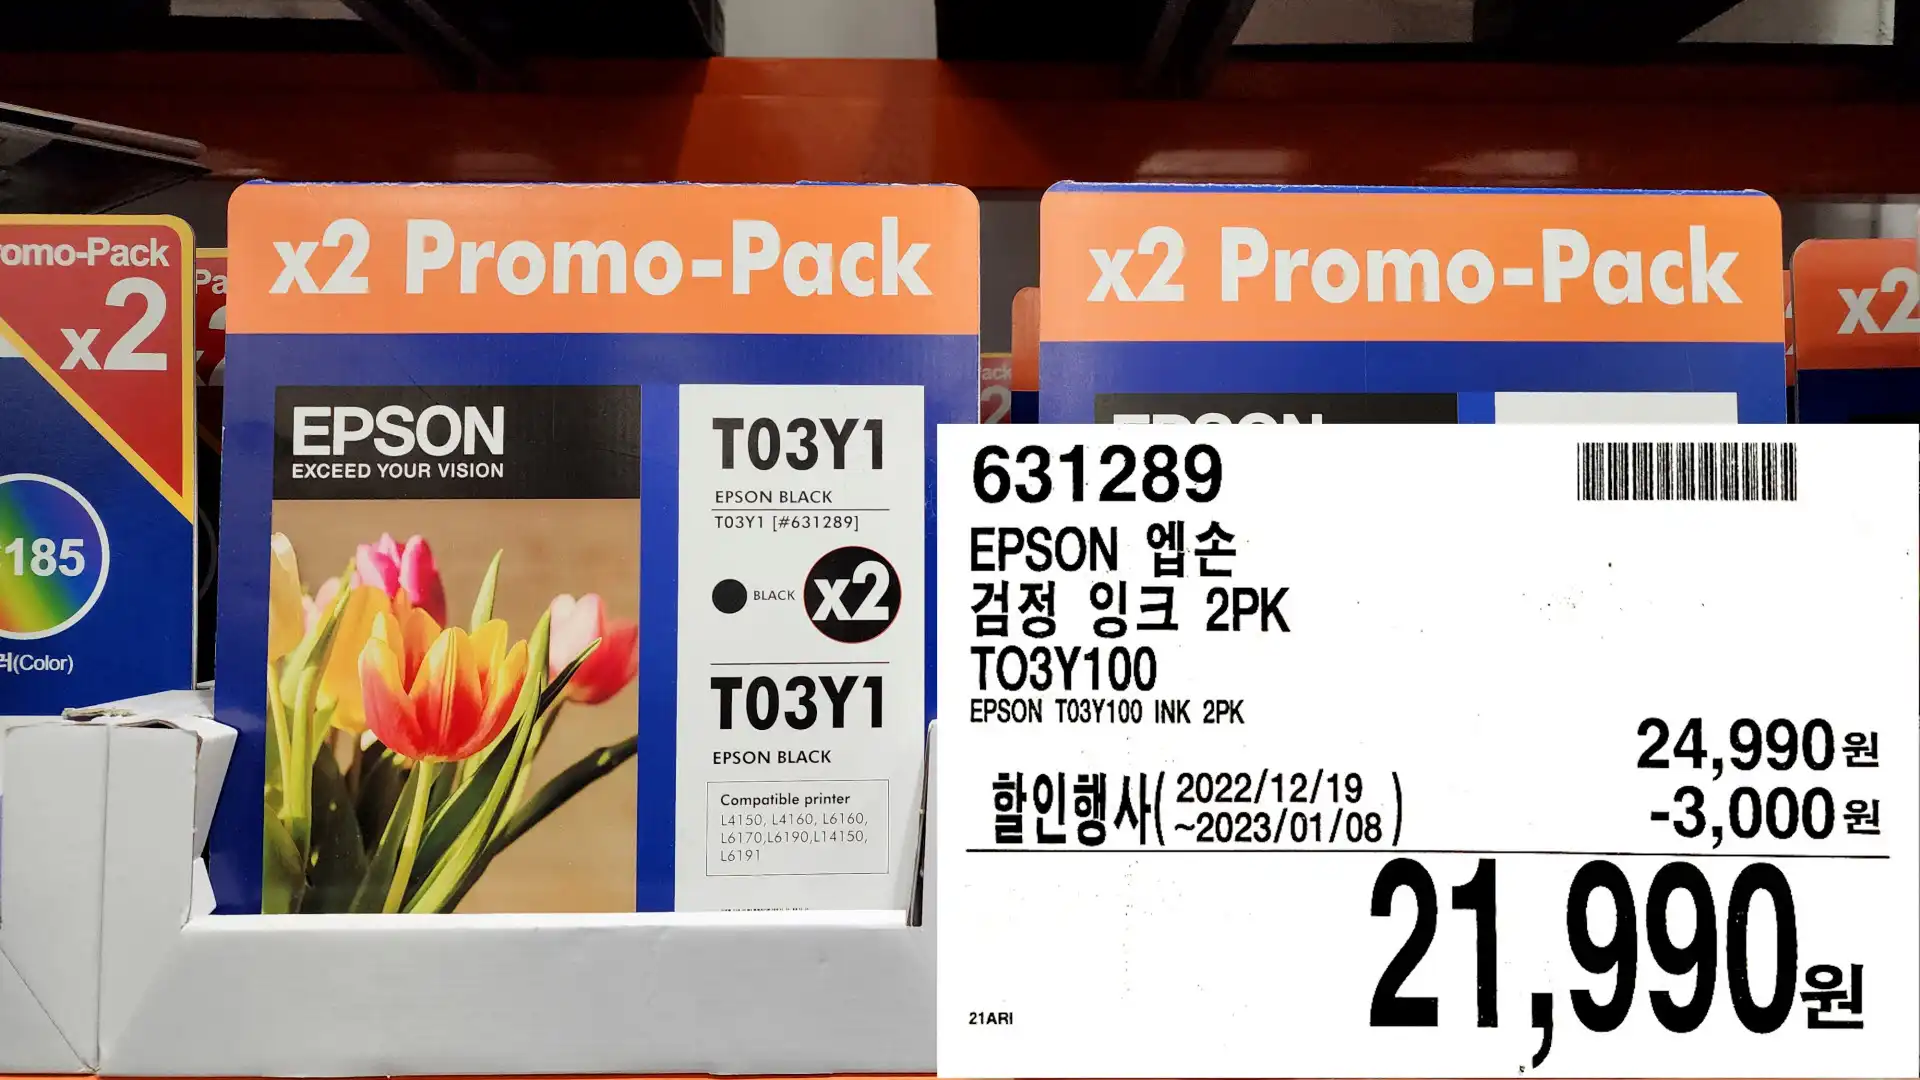 x2 Promo-Pack
EPSON
EXCEED YOUR VISION
T03Y1
EPSON BLACK
T03Y1 [#631289]
BLACK x2
T03Y1
EPSON BLACK
Compatible printer
L4150, L4160, L6160,
L6170,L6190,L14150,
L6191
x2 Promo-Pack
EPSON
x2
Promo-Pack
x2
185
(Color)
631289
EPSON 엡손
검정 잉크 2PK
TO3Y100
EPSON T03Y100 INK 2PK
24,990원
할인행사( 2022/12/19 ~2023/01/08 ) -3,000원
21,990원
21ARI